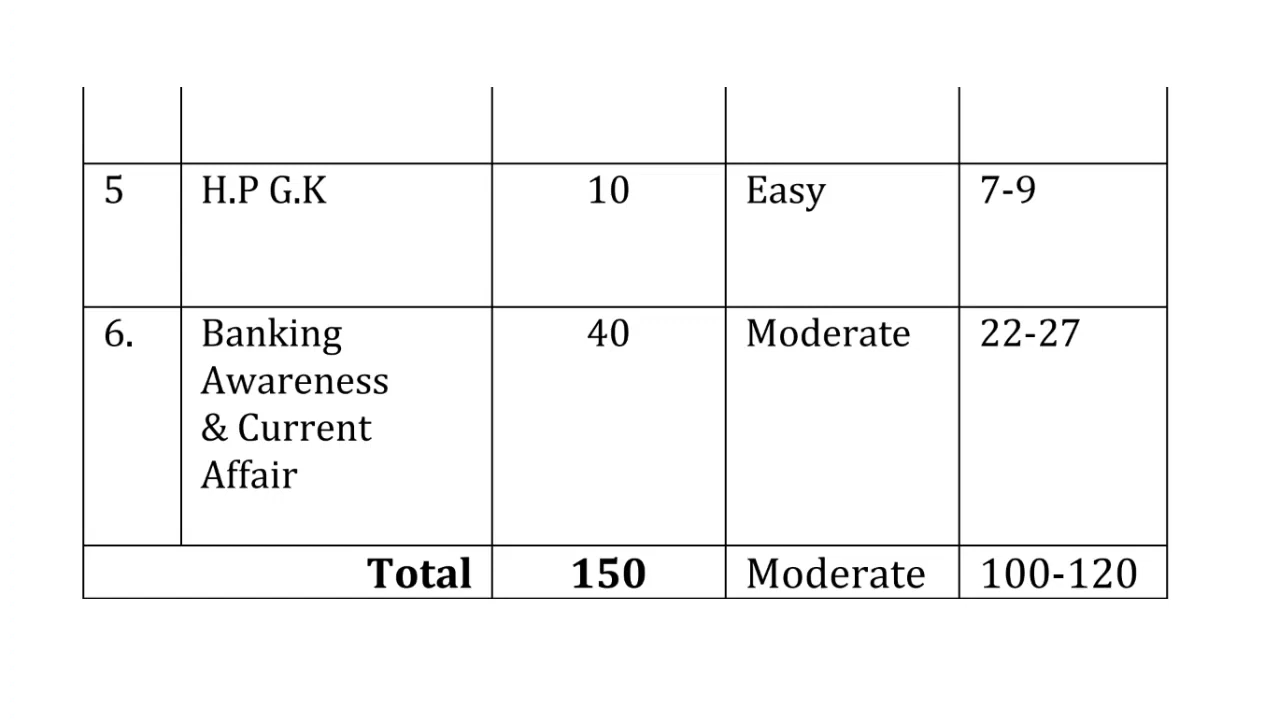 5 H.P G.K 10 Easy 7-9
6. Banking 40 Moderate 22-27
Awareness
& Current
Affair
Total 150 Moderate 100-120